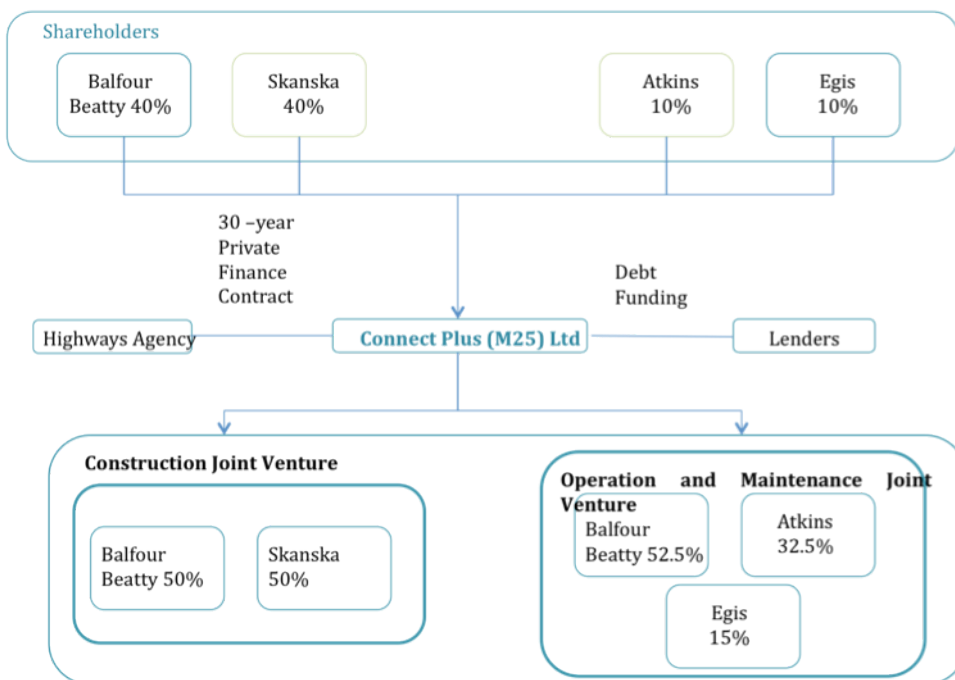 Shareholders
Balfour
Beatty 40%
Skanska
40%
Atkins
10%
Egis
10%
30 –year
Private
Finance
Contract
Debt
Funding
Highways Agency
Connect Plus (M25) Ltd
Lenders
Construction Joint Venture
Balfour
Beatty 50%
Skanska
50%
Operation and Maintenance Joint
Venture
Balfour
Beatty 52.5%
Atkins
32.5%
Egis
15%